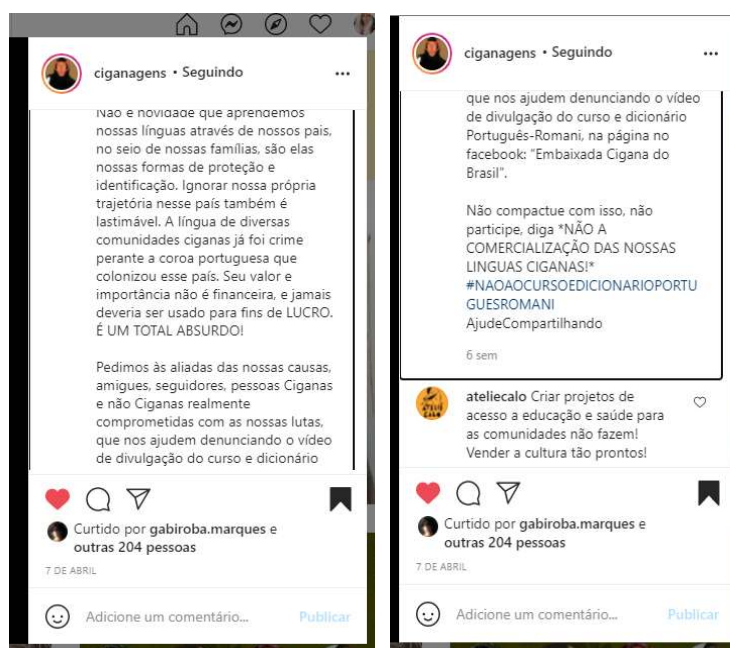 ciganagens • Seguindo
...
Não é novidade que aprendemos
nossas línguas através de nossos pais,
no seio de nossas famílias, são elas
nossas formas de proteção e
identificação. Ignorar nossa própria
trajetória nesse país também é
lastimável. A língua de diversas
comunidades ciganas já foi crime
perante a coroa portuguesa que
colonizou esse país. Seu valor e
importância não é financeira, e jamais
deveria ser usado para fins de LUCRO.
É UM TOTAL ABSURDO!
Pedimos às aliadas das nossas causas,
amigues, seguidores, pessoas Ciganas
e não Ciganas realmente
comprometidas com as nossas lutas,
que nos ajudem denunciando o vídeo
de divulgação do curso e dicionário
Curtido por gabiroba.marques e
outras 204 pessoas
7 DE ABRIL
Adicione um comentário... Publicar
ciganagens • Seguindo
...
que nos ajudem denunciando o vídeo
de divulgação do curso e dicionário
Português-Romani, na página no
facebook: "Embaixada Cigana do
Brasil".
Não compactue com isso, não
participe, diga *NÃO A
COMERCIALIZAÇÃO DAS NOSSAS
LINGUAS CIGANAS!*
#NAOAOCURSOEDICIONARIOPORTU
GUESROMANI
AjudeCompartilhando
6 sem
ateliecalo Criar projetos de
acesso a educação e saúde para
as comunidades não fazem!
Vender a cultura tão prontos!
Curtido por gabiroba.marques e
outras 204 pessoas
7 DE ABRIL
Adicione um comentário... Publicar